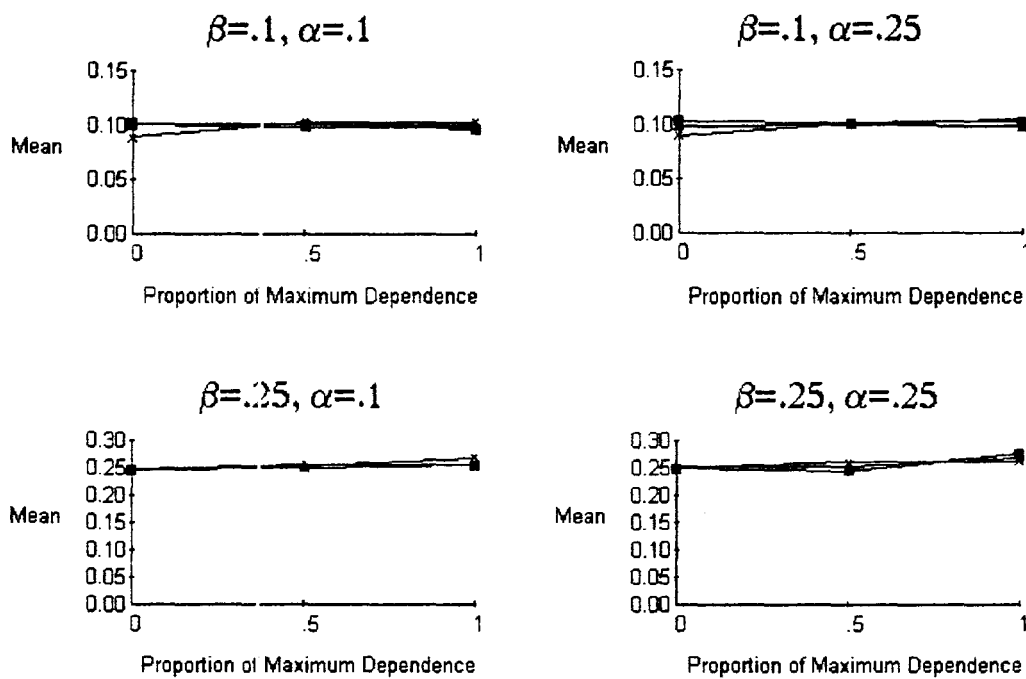 β=.1, α=.1
0.15
0.10
Mean
0.05
0.00
0 .5 1
Proportion of Maximum Dependence
β=.1, α=.25
0.15
0.10
Mean
0.05
0.00
0 .5 1
Proportion of Maximum Dependence
β=.25, α=.1
0.30
0.25
0.20
Mean
0.15
0.10
0.05
0.00
0 .5 1
Proportion of Maximum Dependence
β=.25, α=.25
0.30
0.25
0.20
Mean
0.15
0.10
0.05
0.00
0 .5 1
Proportion of Maximum Dependence